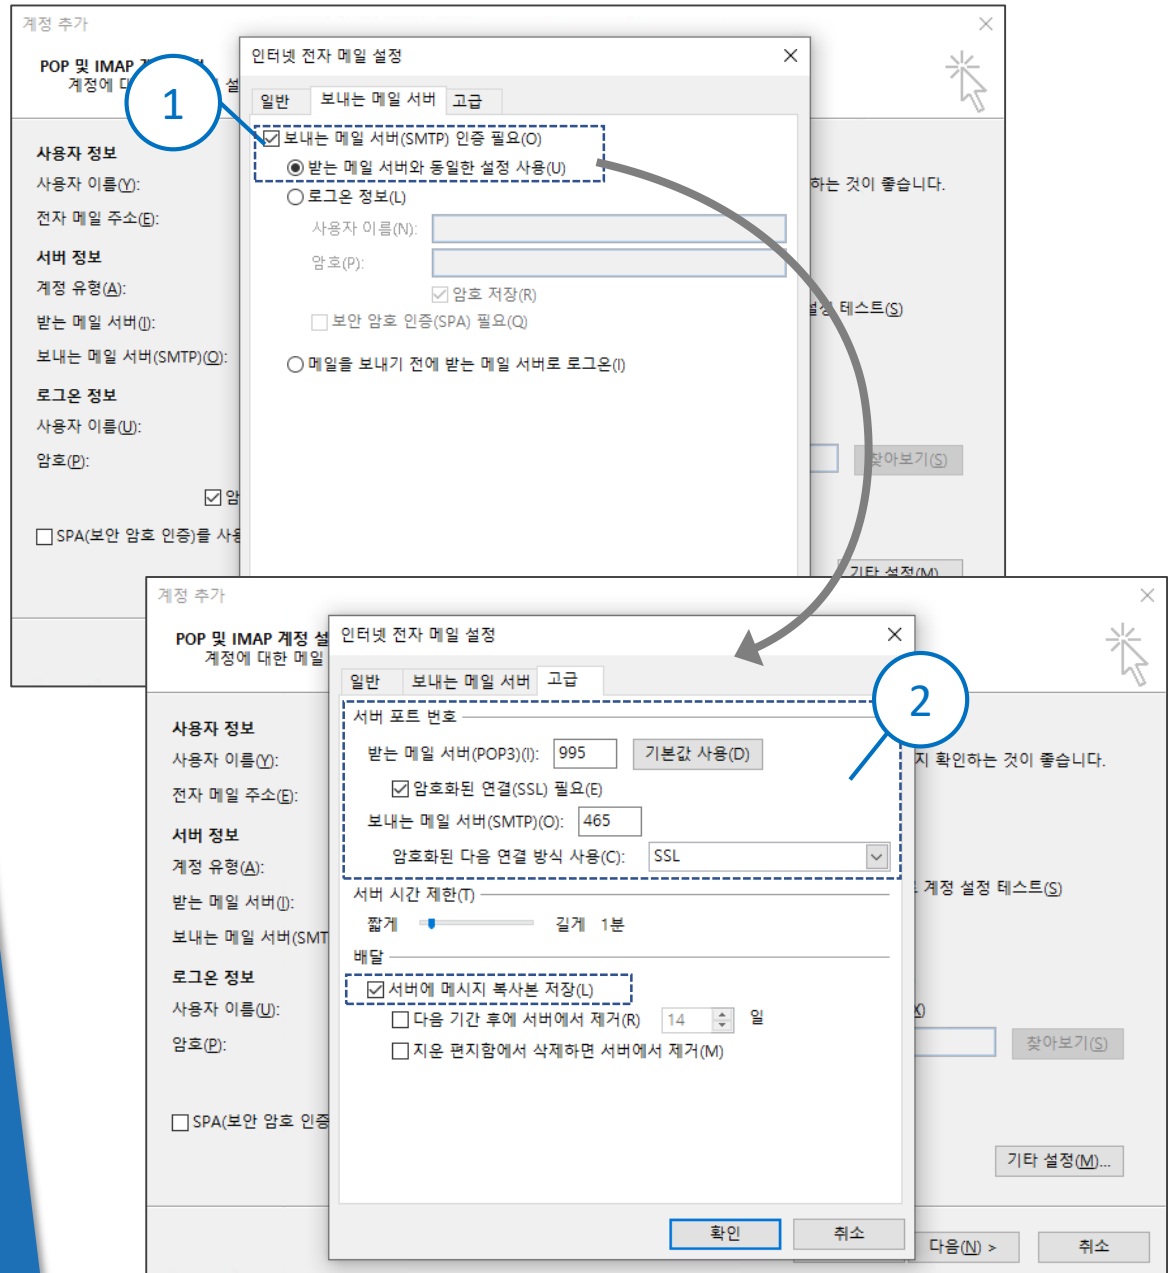 계정 추가
POP 및 IMAP
계정에
인터넷 전자 메일 설정
1
일반 보내는 메일 서버 고급
보내는 메일 서버(SMTP) 인증 필요(O)
받는 메일 서버와 동일한 설정 사용(U)
로그온 정보(L)
사용자 이름(N):
암호(P):
암호 저장(R)
보안 암호 인증(SPA) 필요(Q)
메일을 보내기 전에 받는 메일 서버로 로그온(I)
사용자 정보
사용자 이름(Y):
하는 것이 좋습니다.
전자 메일 주소(E):
서버 정보
계정 유형(A):
받는 메일 서버(I):
테스트(S)
보내는 메일 서버(SMTP)(O):
로그온 정보
사용자 이름(U):
암호(P):
찾아보기(S)
암
SPA(보안 암호 인증)를 사용
기타 설정(M)...
계정 추가
POP 및 IMAP 계정 설
계정에 대한 메일
인터넷 전자 메일 설정
일반 보내는 메일 서버 고급
2
서버 포트 번호
받는 메일 서버(POP3)(I): 995 기본값 사용(D)
암호화된 연결(SSL) 필요(E)
보내는 메일 서버(SMTP)(O): 465
암호화된 다음 연결 방식 사용(C): SSL
서버 시간 제한(T)
짧게 길게 1분
배달
서버에 메시지 복사본 저장(L)
다음 기간 후에 서버에서 제거(R) 14 일
지운 편지함에서 삭제하면 서버에서 제거(M)
확인 취소
사용자 정보
사용자 이름(Y):
지 확인하는 것이 좋습니다.
전자 메일 주소(E):
서버 정보
계정 유형(A):
계정 설정 테스트(S)
받는 메일 서버(I):
보내는 메일 서버(SMT
로그온 정보
사용자 이름(U):
X)
암호(P):
찾아보기(S)
SPA(보안 암호 인증
기타 설정(M)...
다음(N) > 취소